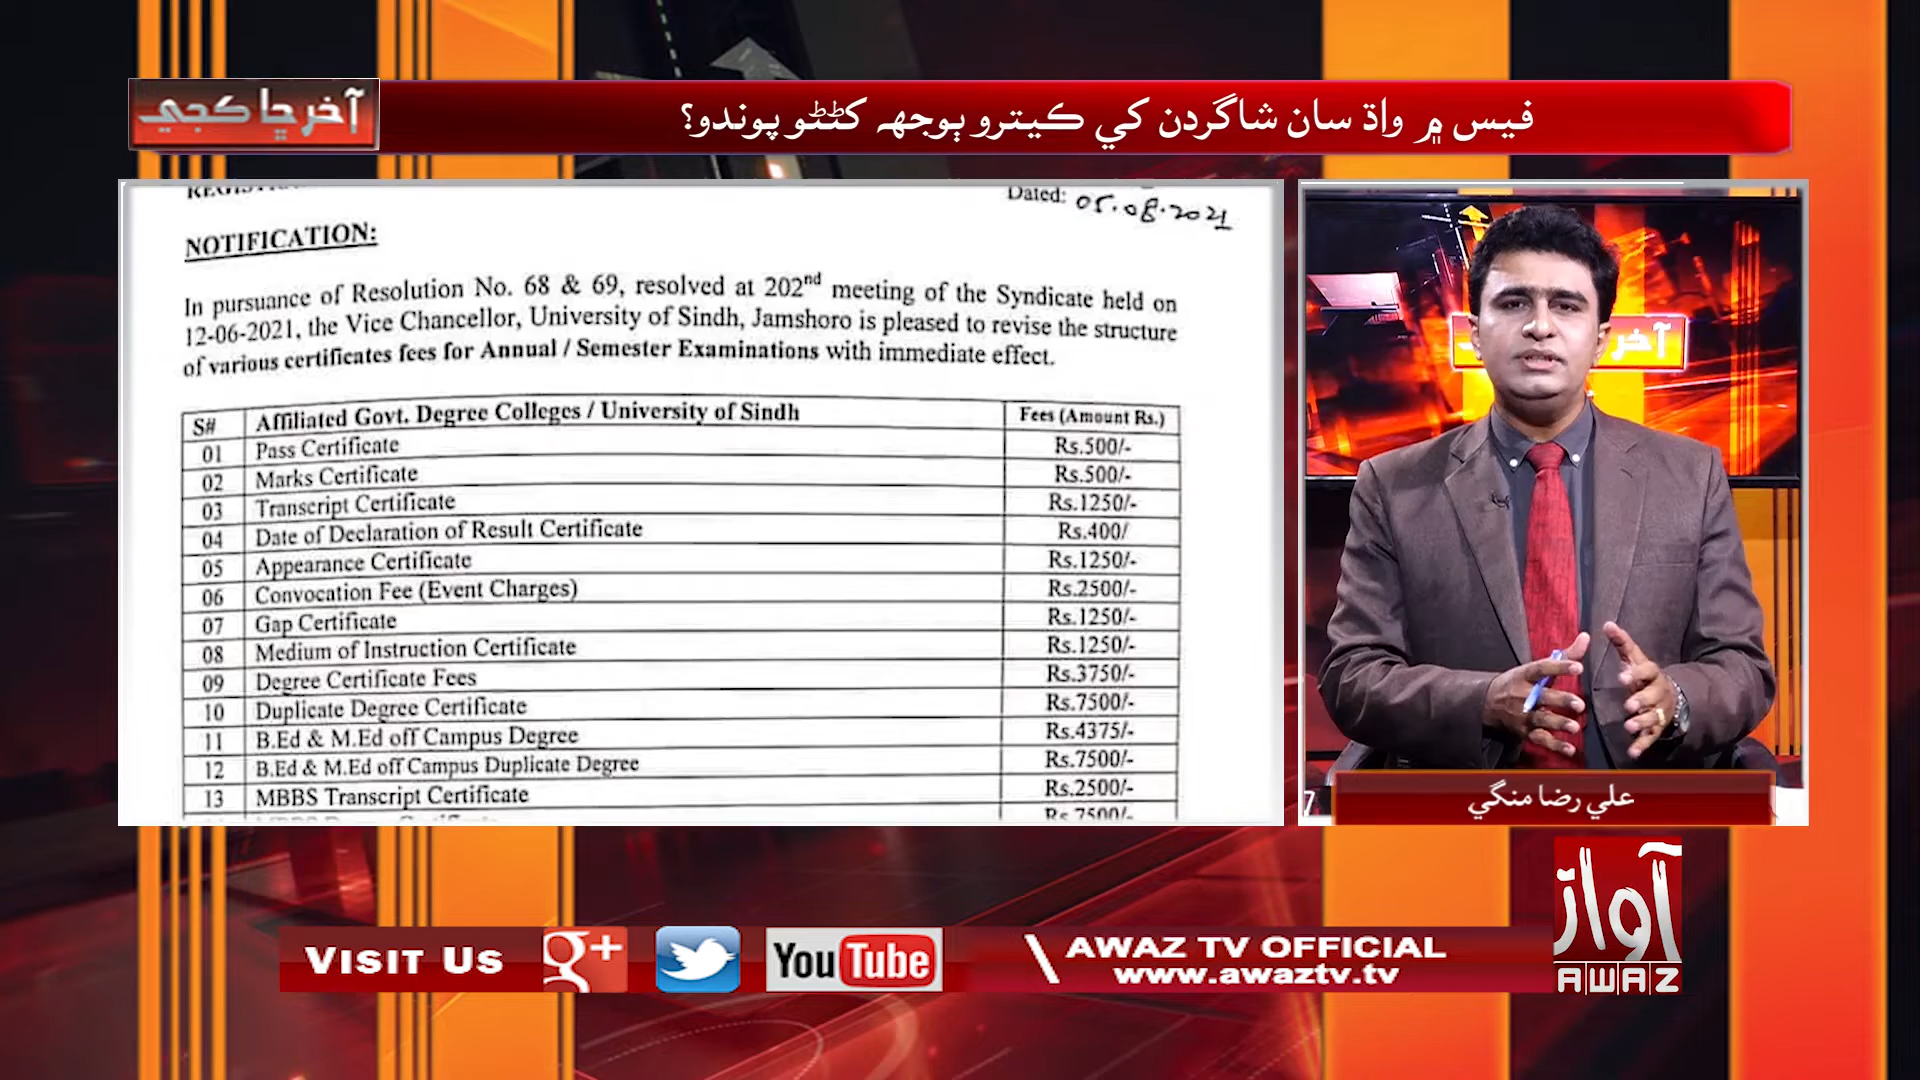 آخر ڇا ڪجي
فيس ۾ واڌ سان شاگردن کي ڪيترو ٻوجهه کڻڻو پوندو؟
Dated: 05.08.2021
NOTIFICATION:
In pursuance of Resolution No. 68 & 69, resolved at 202nd meeting of the Syndicate held on
12-06-2021, the Vice Chancellor, University of Sindh, Jamshoro is pleased to revise the structure
of various certificates fees for Annual / Semester Examinations with immediate effect.
S# Affiliated Govt. Degree Colleges / University of Sindh Fees (Amount Rs.)
01 Pass Certificate Rs.500/-
02 Marks Certificate Rs.500/-
03 Transcript Certificate Rs.1250/-
04 Date of Declaration of Result Certificate Rs.400/
05 Appearance Certificate Rs.1250/-
06 Convocation Fee (Event Charges) Rs.2500/-
07 Gap Certificate Rs.1250/-
08 Medium of Instruction Certificate Rs.1250/-
09 Degree Certificate Fees Rs.3750/-
10 Duplicate Degree Certificate Rs.7500/-
11 B.Ed & M.Ed off Campus Degree Rs.4375/-
12 B.Ed & M.Ed off Campus Duplicate Degree Rs.7500/-
13 MBBS Transcript Certificate Rs.2500/-
Rs.7500/-
آخر
7
علي رضا منگي
VISIT US g+ YouTube AWAZ TV OFFICIAL
www.awaztv.tv
آواز
AWAZ